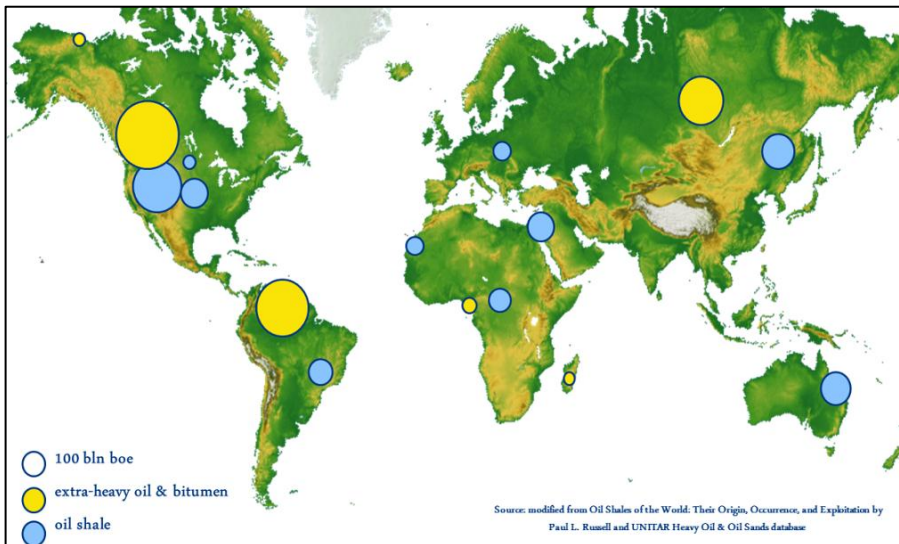 100 bln boe
extra-heavy oil & bitumen
oil shale
Source: modified from Oil Shales of the World: Their Origin, Occurrence, and Exploitation by
Paul L. Russell and UNITAR Heavy Oil & Oil Sands database